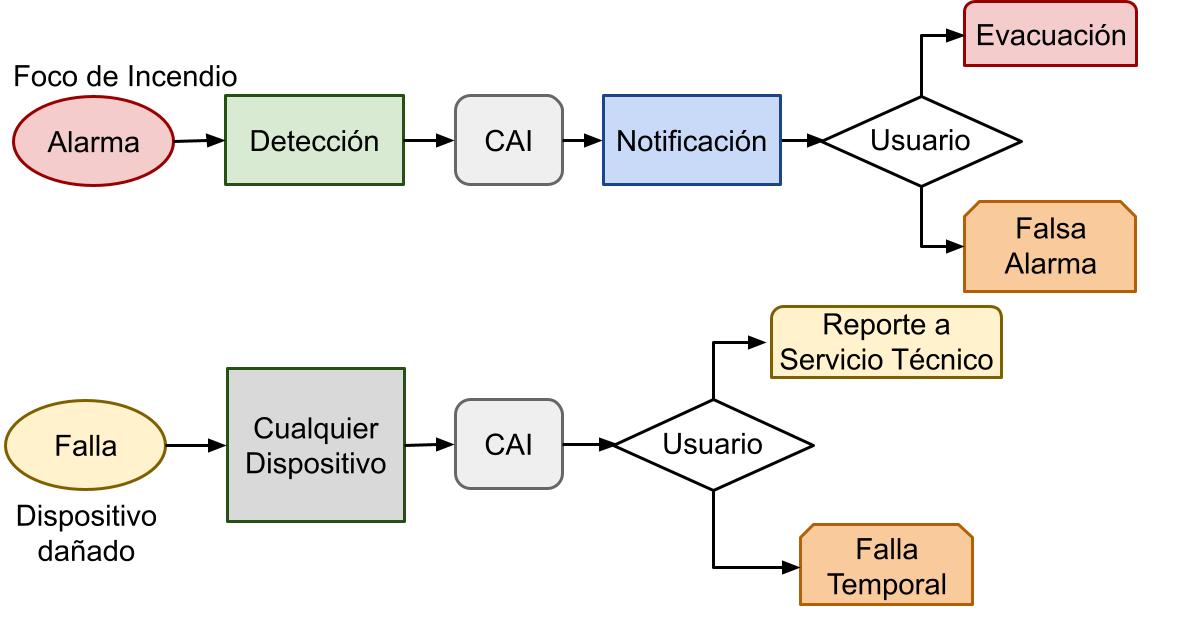 Evacuación
Foco de Incendio
Alarma
Detección
CAI
Notificación
Usuario
Falsa
Alarma
Reporte a
Servicio Técnico
Falla
Cualquier
Dispositivo
CAI
Usuario
Dispositivo
dañado
Falla
Temporal